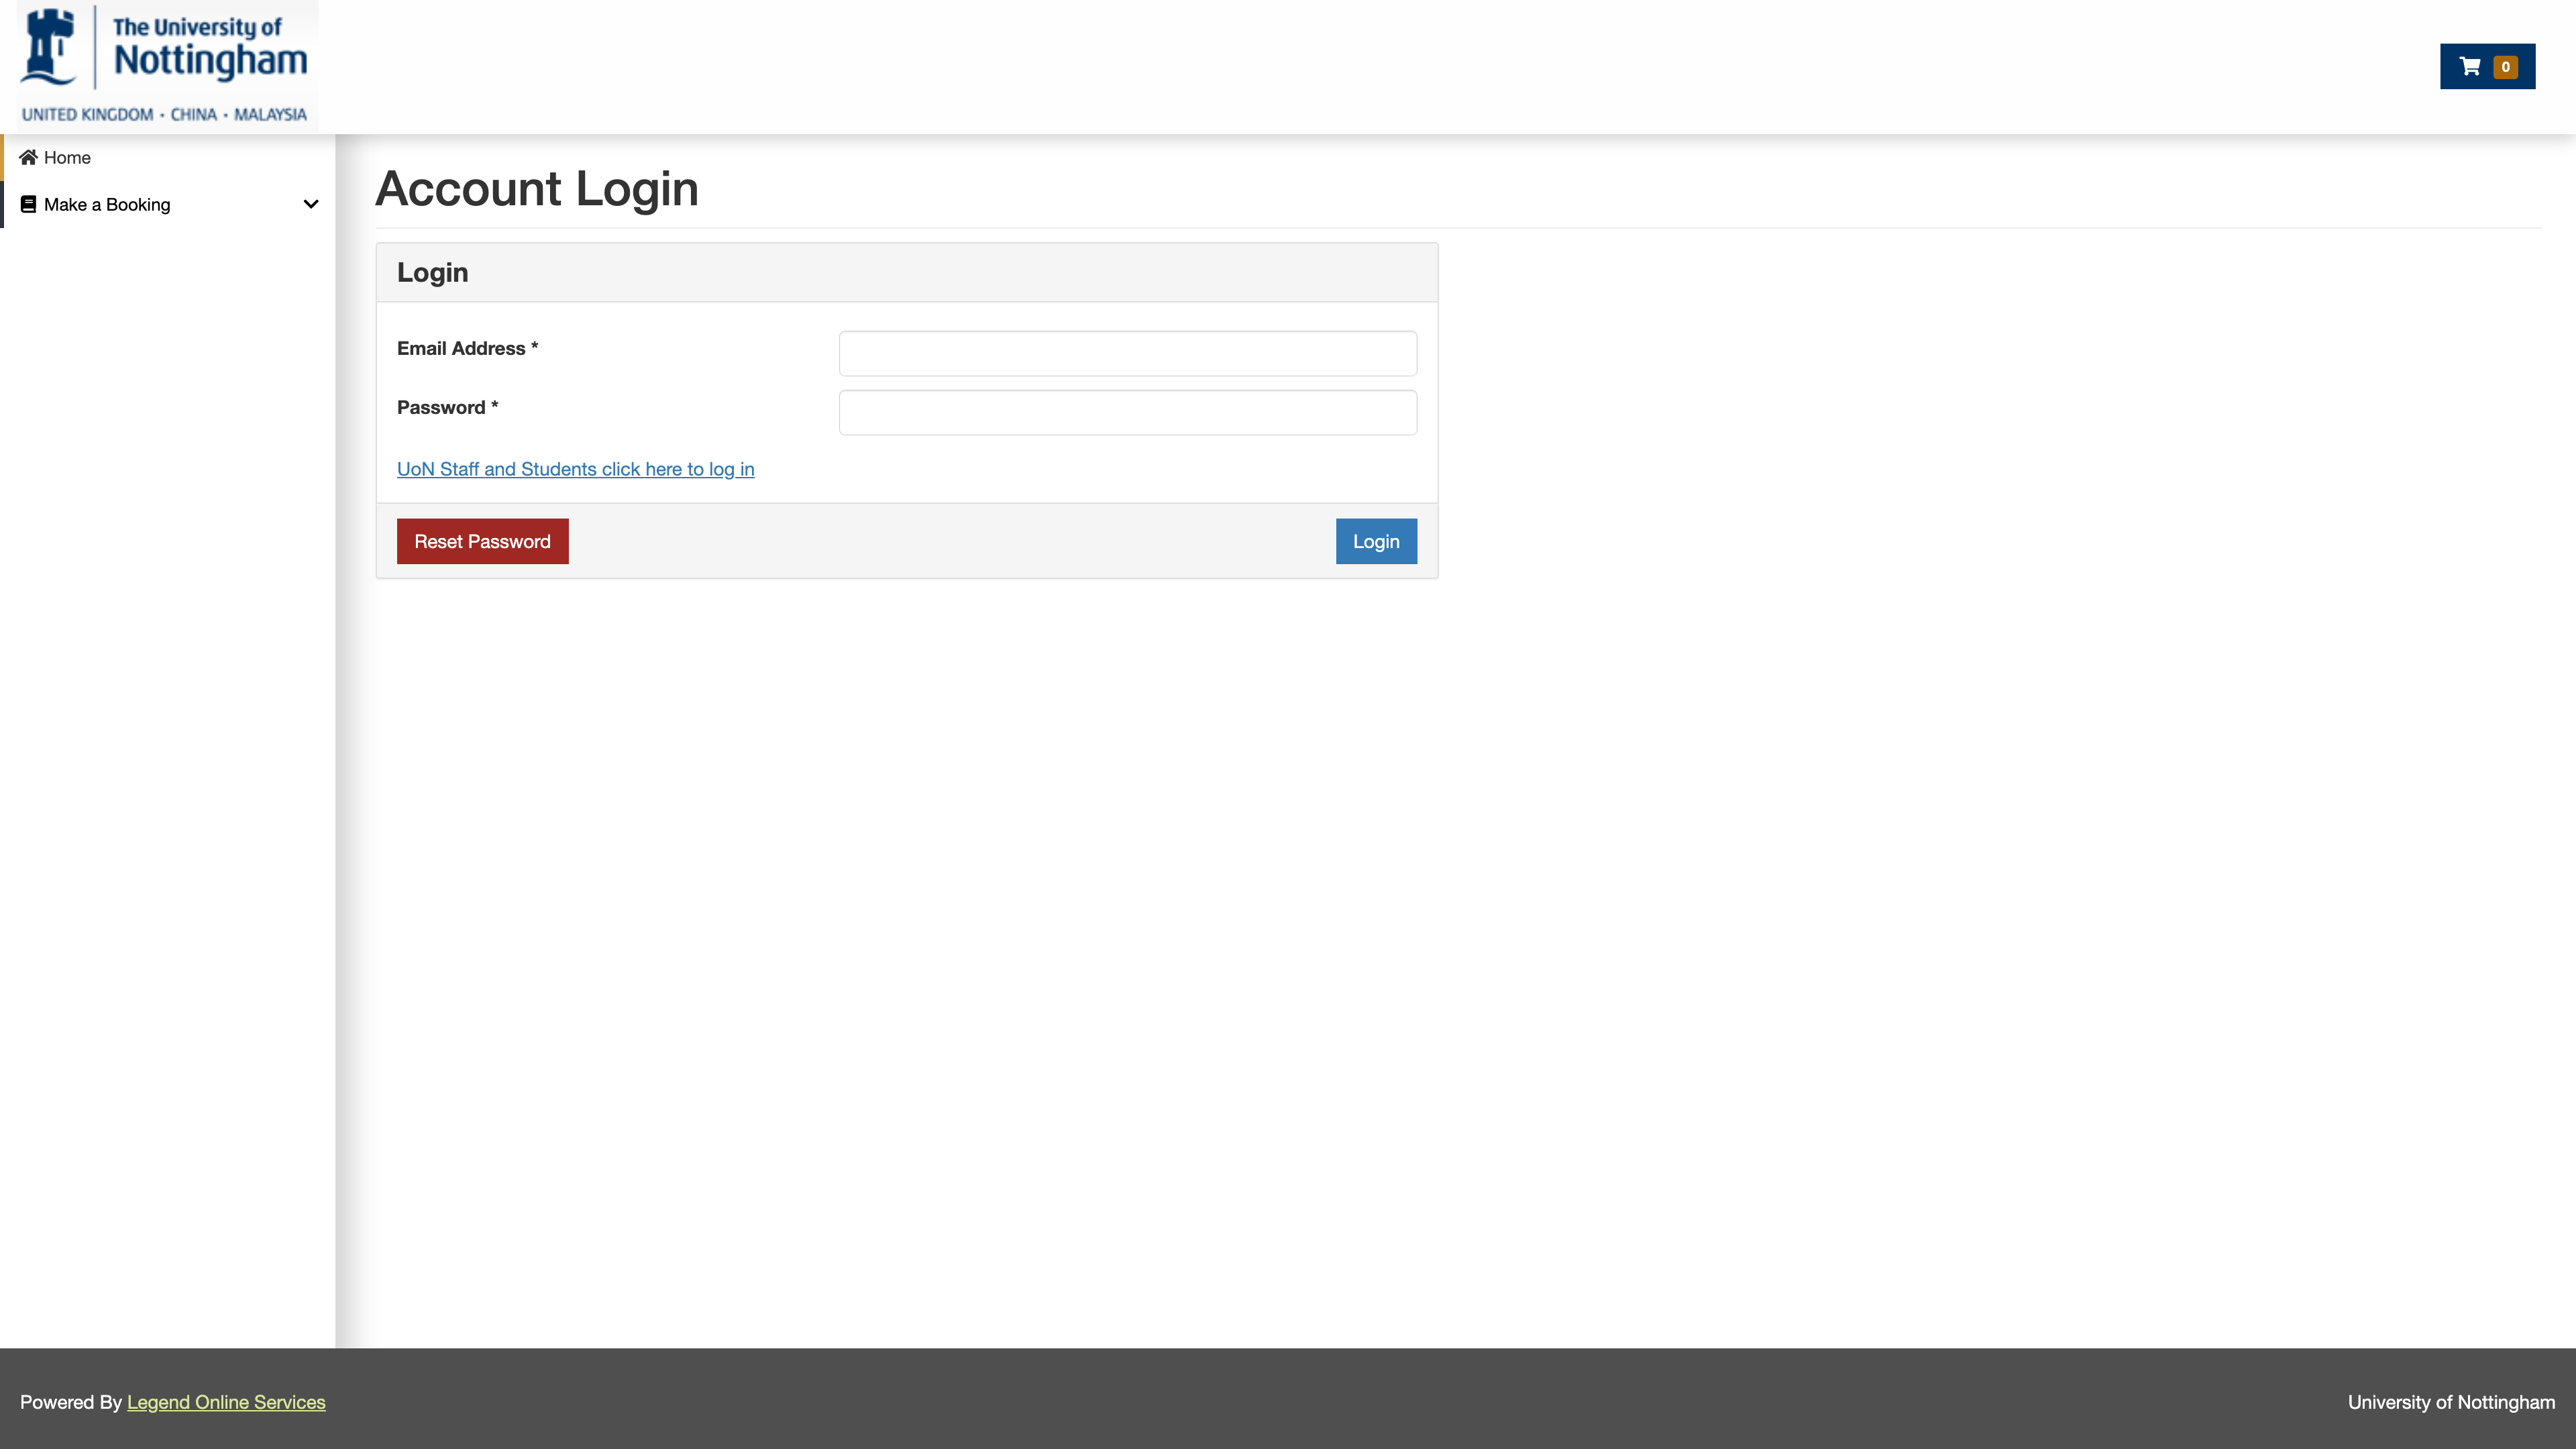 The University of
Nottingham
UNITED KINGDOM · CHINA · MALAYSIA
0
Home
Make a Booking
Account Login
Login
Email Address *
Password *
UoN Staff and Students click here to log in
Reset Password
Login
Powered By Legend Online Services
University of Nottingham